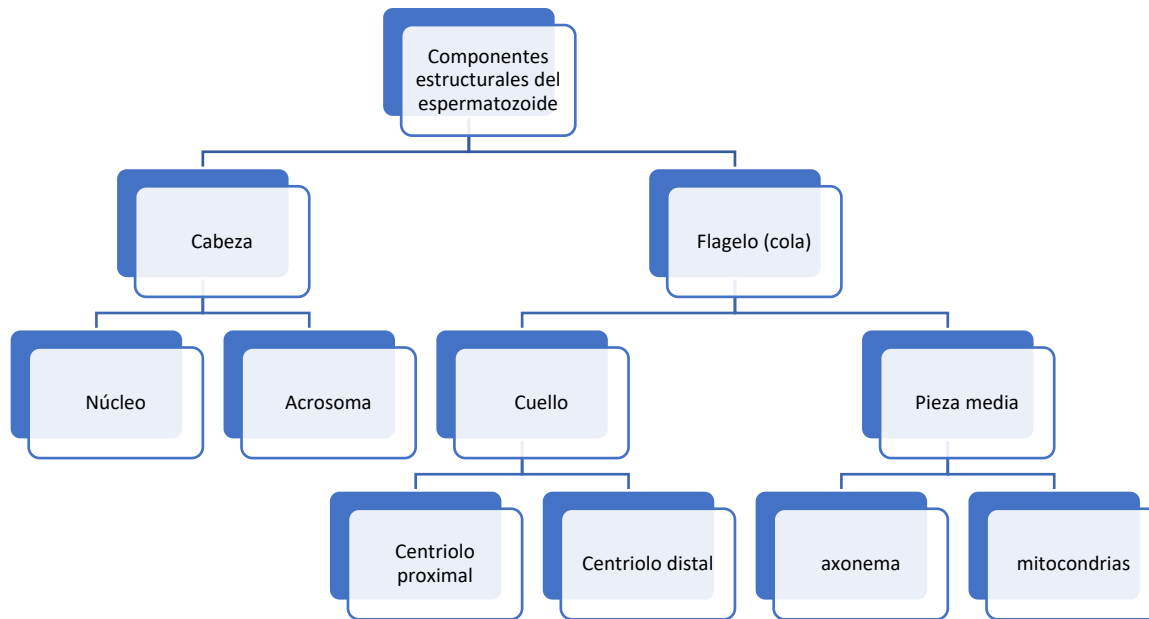 Componentes
estructurales del
espermatozoide
Cabeza
Flagelo (cola)
Núcleo
Acrosoma
Cuello
Pieza media
Centriolo
proximal
Centriolo distal
axonema
mitocondrias